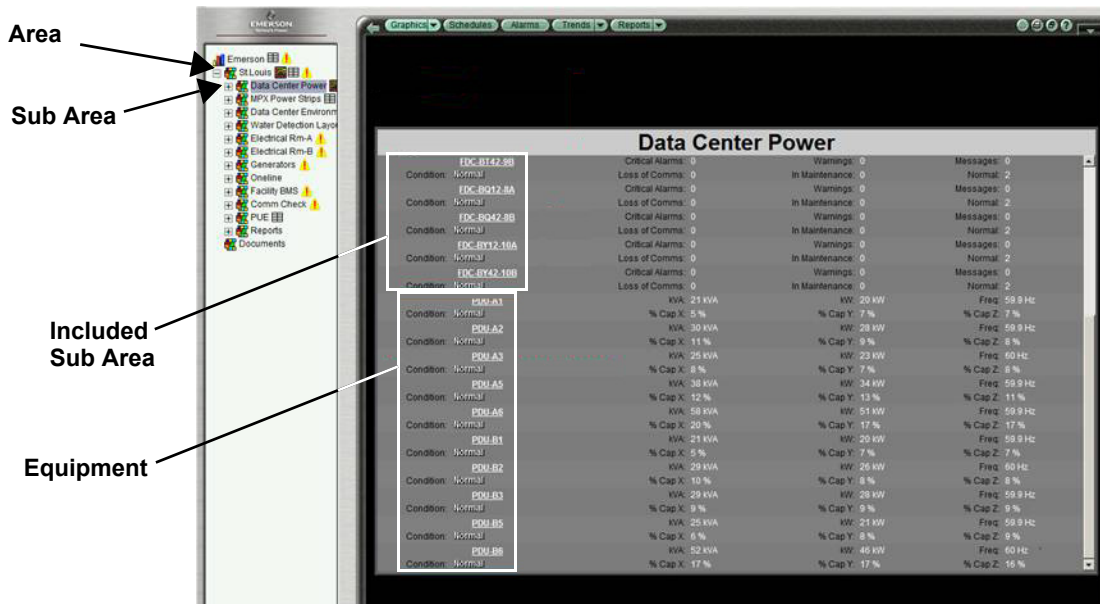 EMERSON
Network Power
Graphics Schedules Alarms Trends Reports
Area
Sub Area
Included
Sub Area
Equipment
Emerson
St.Louis
Data Center Power
MPX Power Strips
Data Center Environm
Water Detection Layou
Electrical Rm-A
Electrical Rm-B
Generators
Oneline
Facility BMS
Comm Check
PUE
Reports
Documents
Data Center Power
FDC-BT42-9B Critical Alarms: 0 Warnings: 0 Messages: 0
Condition: Normal Loss of Comms: 0 In Maintenance: 0 Normal: 2
FDC-BQ12-8A Critical Alarms: 0 Warnings: 0 Messages: 0
Condition: Normal Loss of Comms: 0 In Maintenance: 0 Normal: 2
FDC-BQ42-8B Critical Alarms: 0 Warnings: 0 Messages: 0
Condition: Normal Loss of Comms: 0 In Maintenance: 0 Normal: 2
FDC-BY12-10A Critical Alarms: 0 Warnings: 0 Messages: 0
Condition: Normal Loss of Comms: 0 In Maintenance: 0 Normal: 2
FDC-BY42-10B Critical Alarms: 0 Warnings: 0 Messages: 0
Condition: Normal Loss of Comms: 0 In Maintenance: 0 Normal: 2
PDU-A1 kVA: 21 kVA kW: 20 kW Freq: 59.9 Hz
Condition: Normal % Cap X: 5 % % Cap Y: 7 % % Cap Z: 7 %
PDU-A2 kVA: 30 kVA kW: 28 kW Freq: 59.9 Hz
Condition: Normal % Cap X: 11 % % Cap Y: 9 % % Cap Z: 8 %
PDU-A3 kVA: 25 kVA kW: 23 kW Freq: 60 Hz
Condition: Normal % Cap X: 8 % % Cap Y: 7 % % Cap Z: 8 %
PDU-A5 kVA: 38 kVA kW: 34 kW Freq: 59.9 Hz
Condition: Normal % Cap X: 12 % % Cap Y: 13 % % Cap Z: 11 %
PDU-A6 kVA: 58 kVA kW: 51 kW Freq: 59.9 Hz
Condition: Normal % Cap X: 20 % % Cap Y: 17 % % Cap Z: 17 %
PDU-B1 kVA: 21 kVA kW: 20 kW Freq: 59.9 Hz
Condition: Normal % Cap X: 5 % % Cap Y: 7 % % Cap Z: 7 %
PDU-B2 kVA: 29 kVA kW: 26 kW Freq: 60 Hz
Condition: Normal % Cap X: 10 % % Cap Y: 8 % % Cap Z: 8 %
PDU-B3 kVA: 29 kVA kW: 28 kW Freq: 59.9 Hz
Condition: Normal % Cap X: 9 % % Cap Y: 9 % % Cap Z: 9 %
PDU-B5 kVA: 25 kVA kW: 21 kW Freq: 59.9 Hz
Condition: Normal % Cap X: 6 % % Cap Y: 8 % % Cap Z: 9 %
PDU-B6 kVA: 52 kVA kW: 46 kW Freq: 60 Hz
Condition: Normal % Cap X: 17 % % Cap Y: 17 % % Cap Z: 16 %